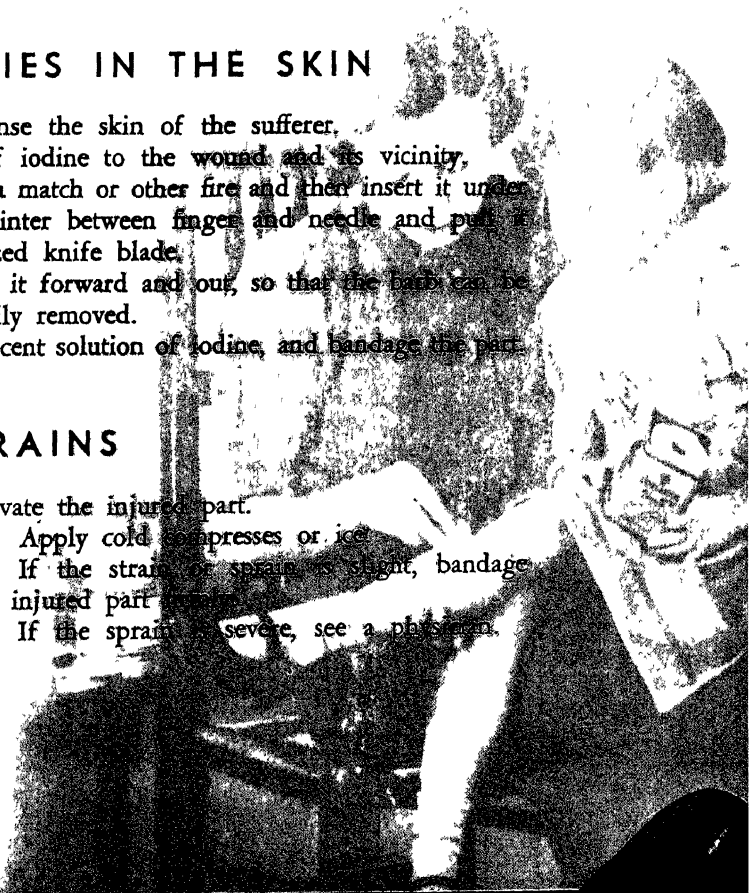 IES IN THE SKIN
nse the skin of the sufferer.
f iodine to the wound and its vicinity.
a match or other fire and then insert it under
inter between finger and needle and pull it
ed knife blade.
it forward and out, so that the barb can be
ly removed.
cent solution of iodine, and bandage the part.
RAINS
vate the injured part.
Apply cold compresses or ice.
If the strain or sprain is slight, bandage
injured part
If the sprain is severe, see a physician.